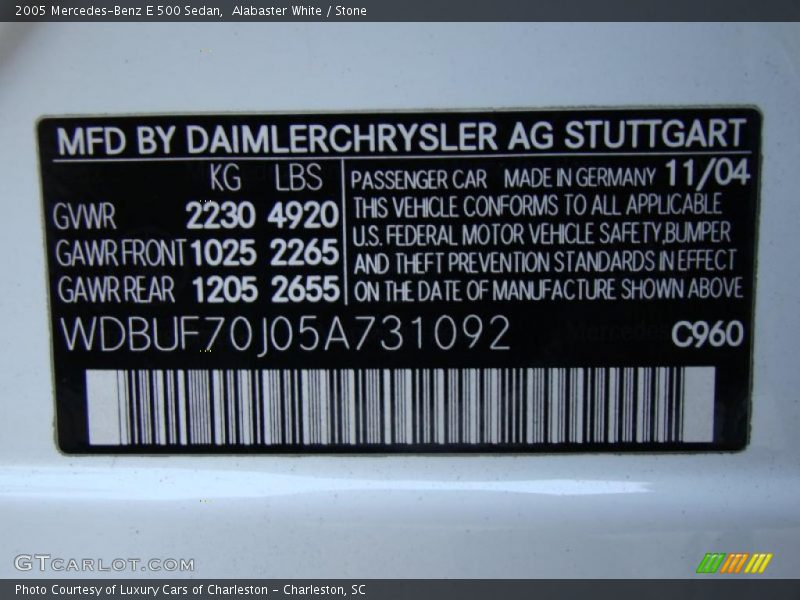 2005 Mercedes-Benz E 500 Sedan,  Alabaster White / Stone
MFD BY DAIMLERCHRYSLER AG STUTTGART
KG LBS
GVWR 2230 4920
GAWR FRONT 1025 2265
GAWR REAR 1205 2655
PASSENGER CAR MADE IN GERMANY 11/04
THIS VEHICLE CONFORMS TO ALL APPLICABLE
U.S. FEDERAL MOTOR VEHICLE SAFETY,BUMPER
AND THEFT PREVENTION STANDARDS IN EFFECT
ON THE DATE OF MANUFACTURE SHOWN ABOVE
WDBUF70J05A731092
Mercedes
C960
GTCARLOT.COM
Photo Courtesy of Luxury Cars of Charleston - Charleston, SC